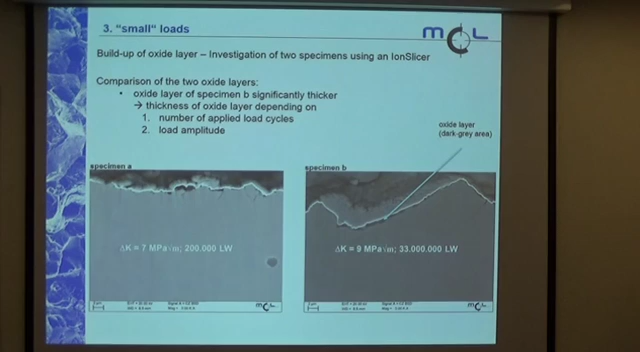 3. "small" loads
MCL
Build-up of oxide layer – Investigation of two specimens using an IonSlicer
Comparison of the two oxide layers:
• oxide layer of specimen b significantly thicker
→ thickness of oxide layer depending on
1. number of applied load cycles
2. load amplitude
oxide layer
(dark-grey area)
specimen a
specimen b
ΔK = 7 MPa√m; 200.000 LW
ΔK = 9 MPa√m; 33.000.000 LW
MCL
MCL